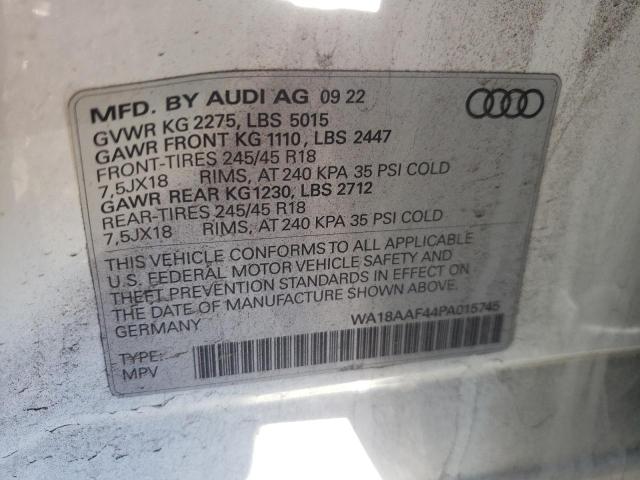 MFD. BY AUDI AG 09 22
GVWR KG 2275, LBS 5015
GAWR FRONT KG 1110, LBS 2447
FRONT-TIRES 245/45 R18
7,5JX18 RIMS, AT 240 KPA 35 PSI COLD
GAWR REAR KG1230, LBS 2712
REAR-TIRES 245/45 R18
7,5JX18 RIMS, AT 240 KPA 35 PSI COLD
THIS VEHICLE CONFORMS TO ALL APPLICABLE
U.S. FEDERAL MOTOR VEHICLE SAFETY AND
THEFT PREVENTION STANDARDS IN EFFECT ON
THE DATE OF MANUFACTURE SHOWN ABOVE
GERMANY
WA18AAF44PA015745
TYPE:
MPV